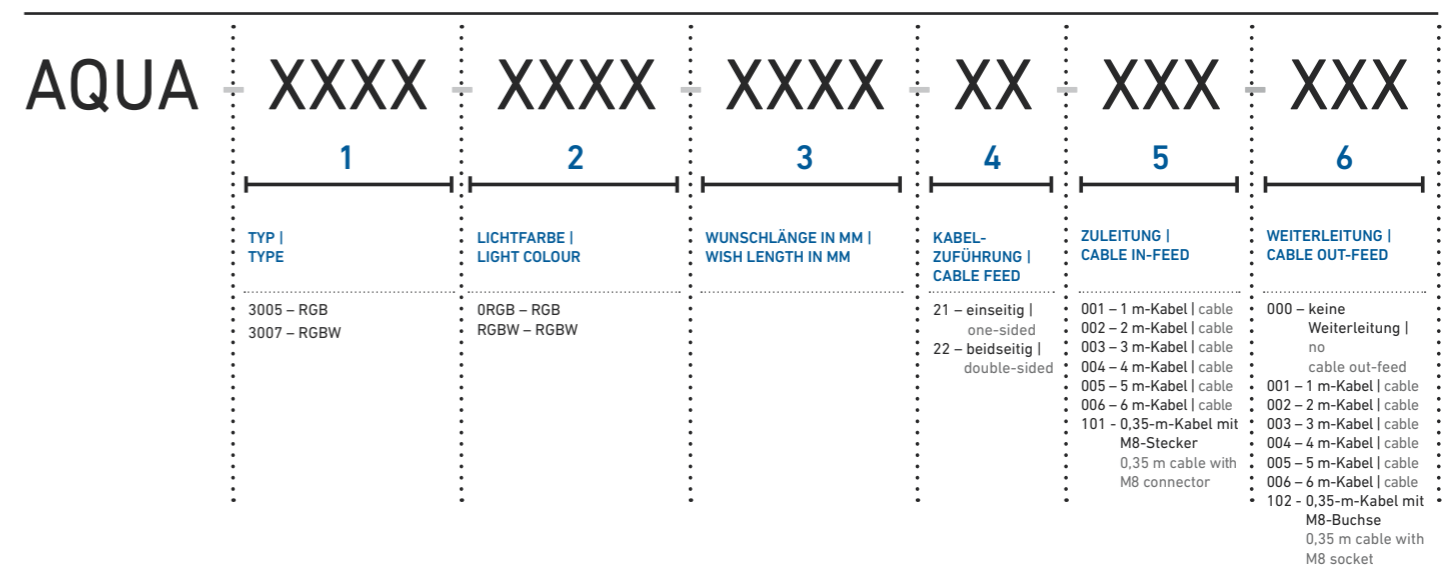 AQUA - XXXX - XXXX - XXXX - XX - XXX - XXX
1
2
3
4
5
6
TYP |
TYPE
3005 – RGB
3007 – RGBW
LICHTFARBE |
LIGHT COLOUR
0RGB – RGB
RGBW – RGBW
WUNSCHLÄNGE IN MM |
WISH LENGTH IN MM
KABEL-
ZUFÜHRUNG |
CABLE FEED
21 – einseitig |
one-sided
22 – beidseitig |
double-sided
ZULEITUNG |
CABLE IN-FEED
001 – 1 m-Kabel | cable
002 – 2 m-Kabel | cable
003 – 3 m-Kabel | cable
004 – 4 m-Kabel | cable
005 – 5 m-Kabel | cable
006 – 6 m-Kabel | cable
101 - 0,35-m-Kabel mit
M8-Stecker
0,35 m cable with
M8 connector
WEITERLEITUNG |
CABLE OUT-FEED
000 – keine
Weiterleitung |
no
cable out-feed
001 – 1 m-Kabel | cable
002 – 2 m-Kabel | cable
003 – 3 m-Kabel | cable
004 – 4 m-Kabel | cable
005 – 5 m-Kabel | cable
006 – 6 m-Kabel | cable
102 - 0,35-m-Kabel mit
M8-Buchse
0,35 m cable with
M8 socket